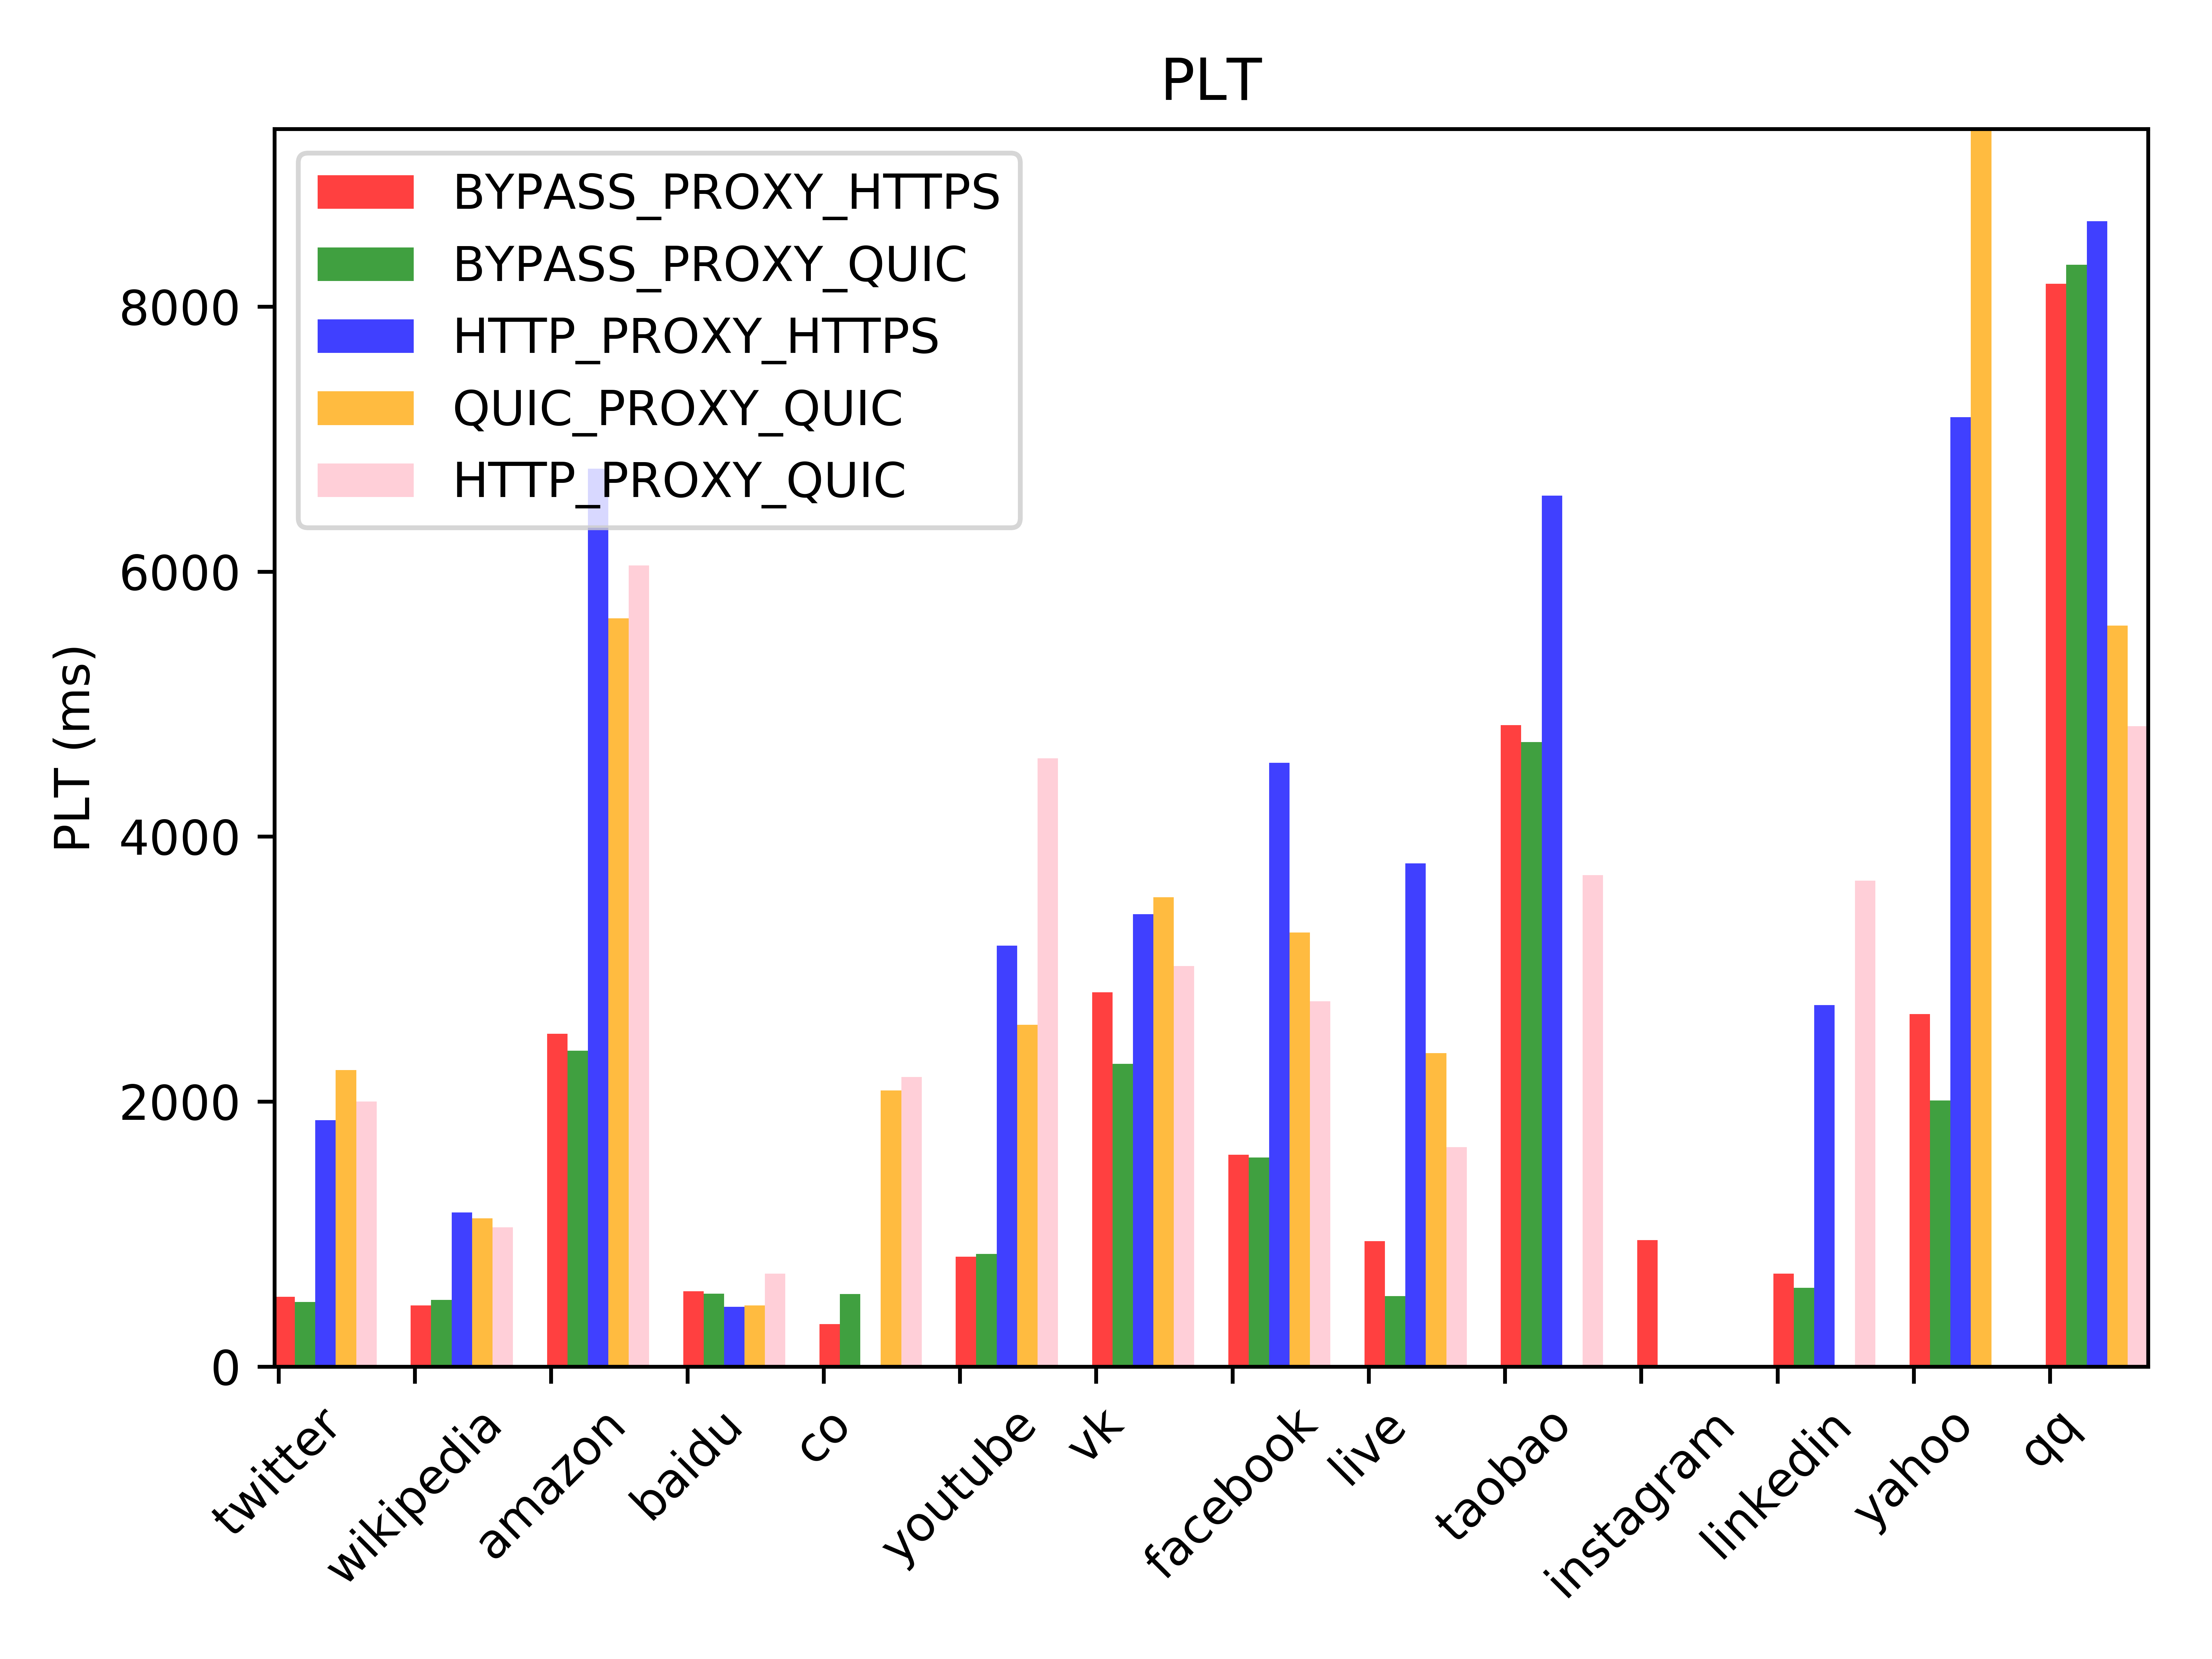 PLT
BYPASS_PROXY_HTTPS
BYPASS_PROXY_QUIC
HTTP_PROXY_HTTPS
QUIC_PROXY_QUIC
HTTP_PROXY_QUIC
PLT (ms)
8000
6000
4000
2000
0
twitter
wikipedia
amazon
baidu
co
youtube
vk
facebook
live
taobao
instagram
linkedin
yahoo
qq